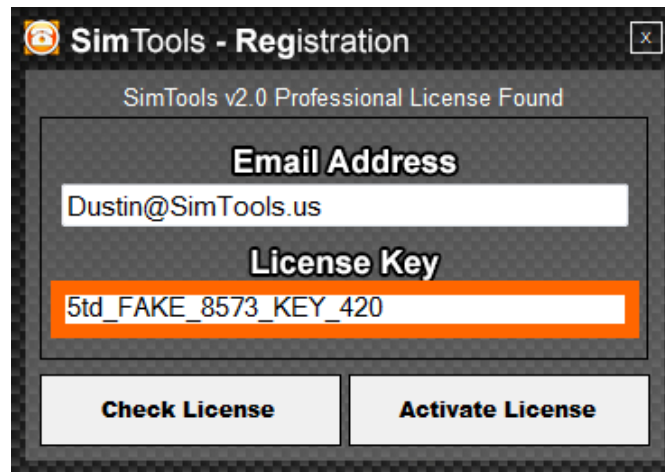 SimTools - Registration
x
SimTools v2.0 Professional License Found
Email Address
Dustin@SimTools.us
License Key
5td_FAKE_8573_KEY_420
Check License
Activate License